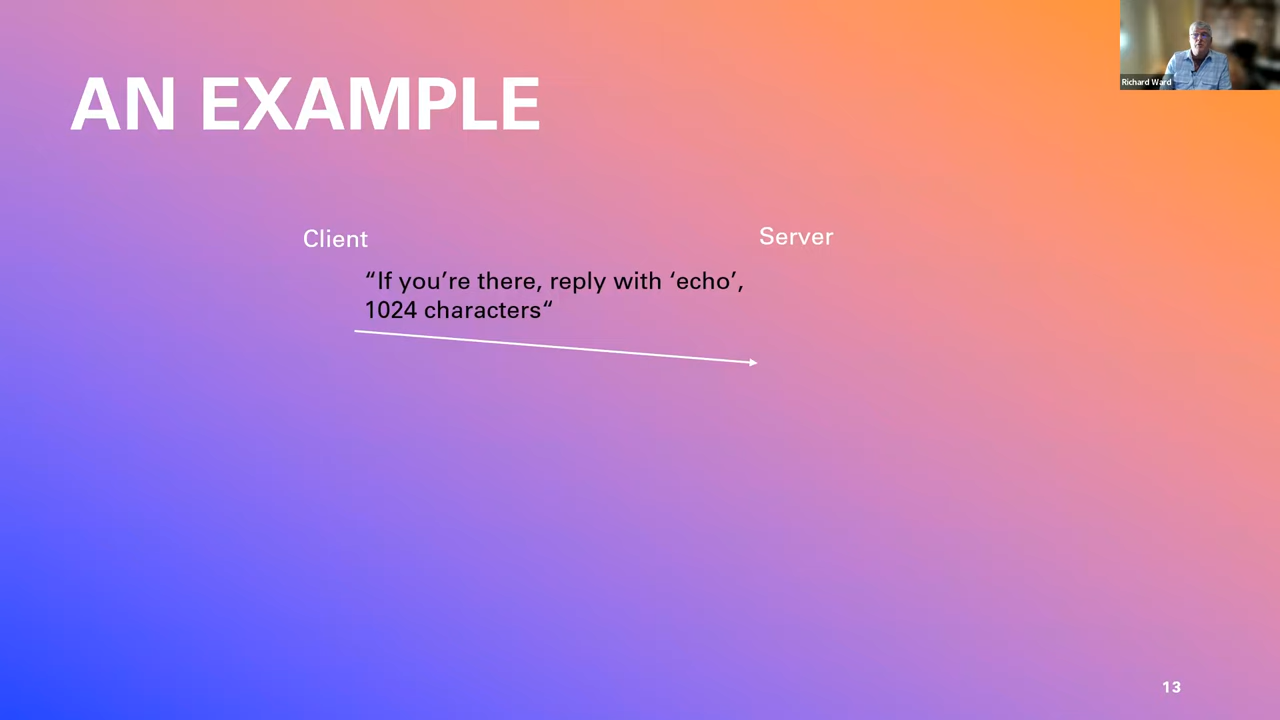 Richard Ward
AN EXAMPLE
Client
Server
“If you’re there, reply with ‘echo’,
1024 characters“
13